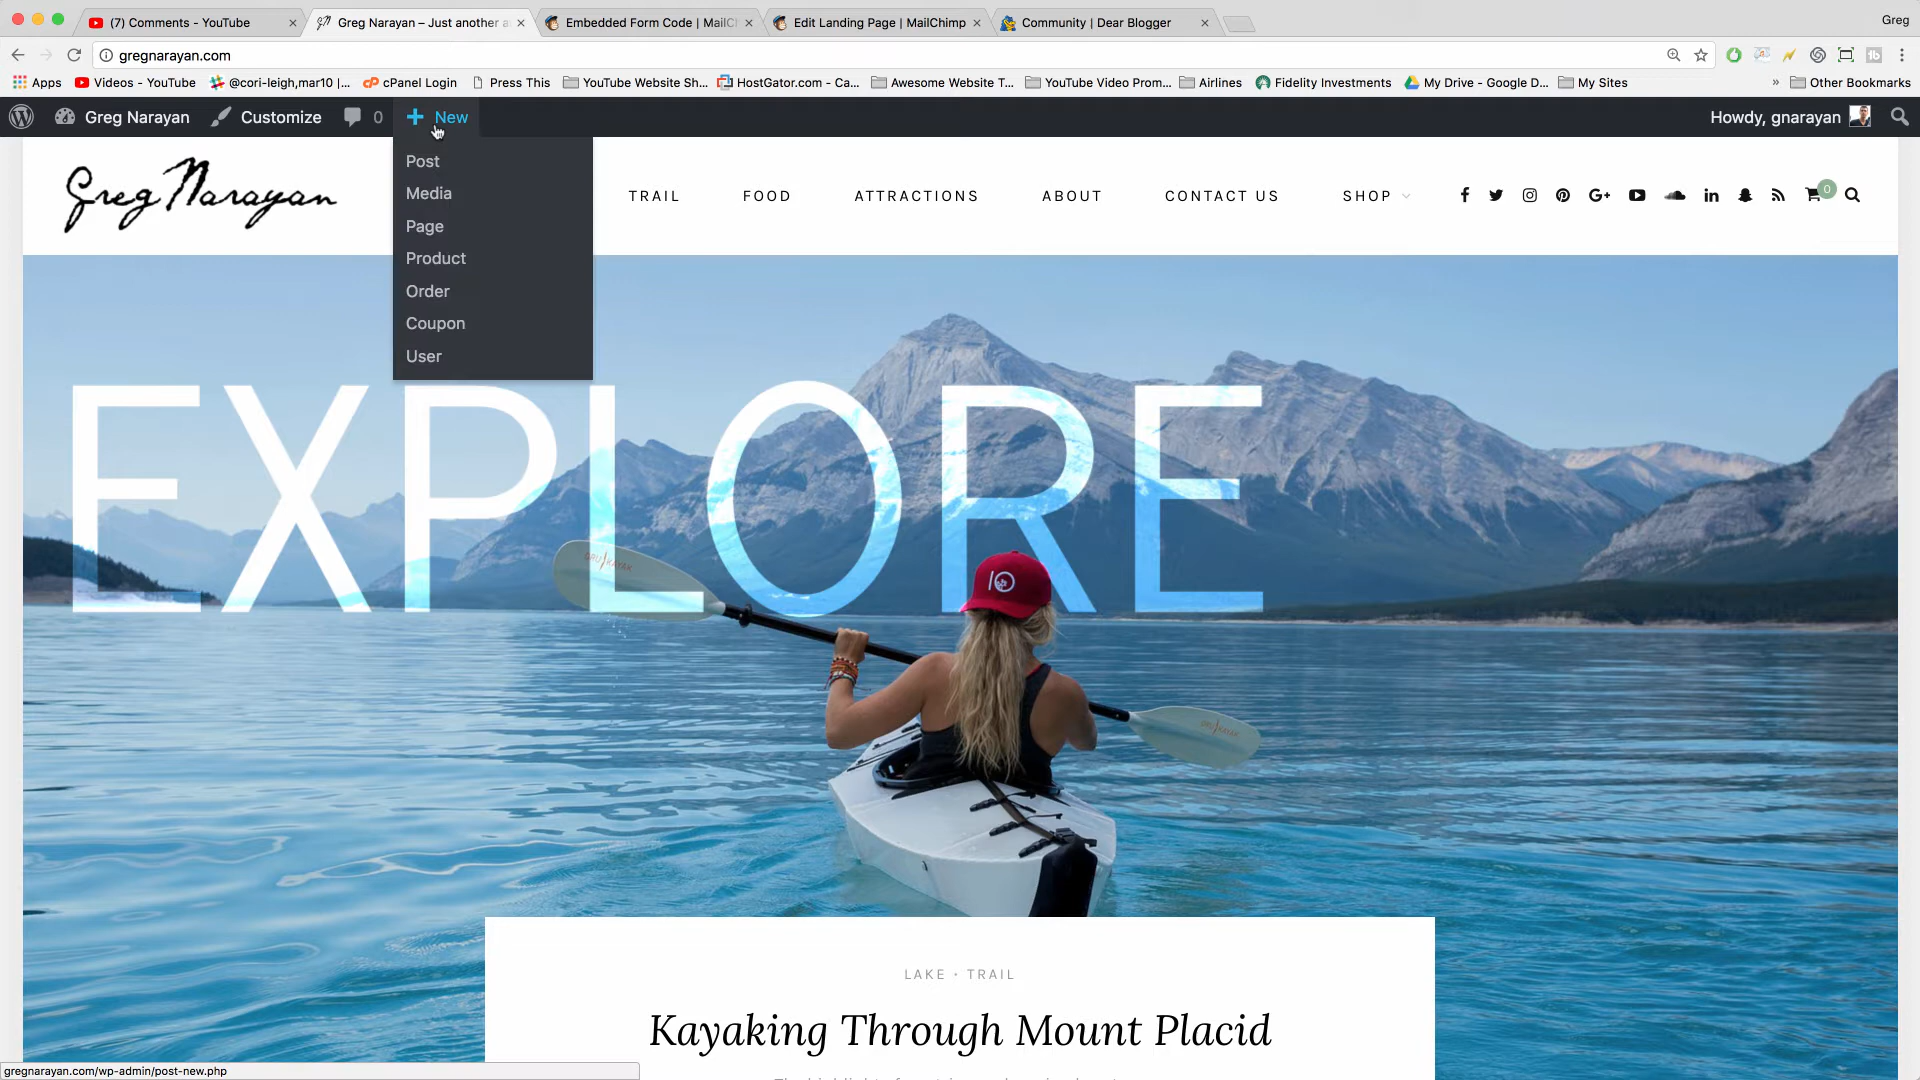 (7) Comments - YouTube
Greg Narayan – Just another a
Embedded Form Code | MailCh
Edit Landing Page | MailChimp
Community | Dear Blogger
Greg
gregnarayan.com
Apps
Videos - YouTube
@cori-leigh,mar10 |...
cPanel Login
Press This
YouTube Website Sh...
HostGator.com - Ca...
Awesome Website T...
YouTube Video Prom...
Airlines
Fidelity Investments
My Drive - Google D...
My Sites
» Other Bookmarks
Greg Narayan
Customize
0
+ New
Howdy, gnarayan
Post
Media
Page
Product
Order
Coupon
User
Greg Narayan
TRAIL
FOOD
ATTRACTIONS
ABOUT
CONTACT US
SHOP
0
EXPLORE
ORU KAYAK
ORU KAYAK
LAKE · TRAIL
Kayaking Through Mount Placid
gregnarayan.com/wp-admin/post-new.php